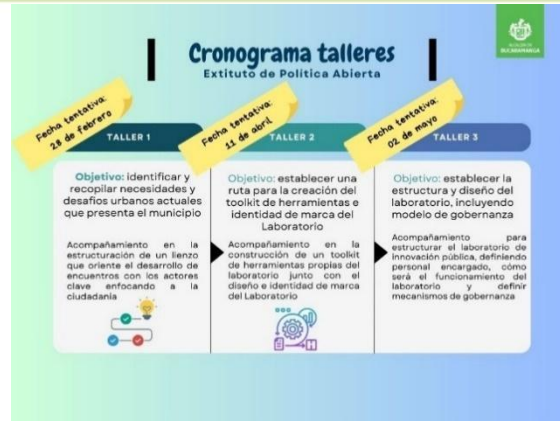 Cronograma talleres
Extituto de Política Abierta
ALCALDÍA DE
BUCARAMANGA
Fecha tentativa:
28 de febrero
TALLER 1
Objetivo: identificar y
recopilar necesidades y
desafíos urbanos actuales
que presenta el municipio
Acompañamiento en la
estructuración de un lienzo
que oriente el desarrollo de
encuentros con los actores
clave enfocando a la
ciudadanía
Fecha tentativa:
11 de abril
TALLER 2
Objetivo: establecer una
ruta para la creación del
toolkit de herramientas e
identidad de marca del
Laboratorio
Acompañamiento en la
construcción de un toolkit
de herramientas propias del
laboratorio junto con el
diseño e identidad de marca
del Laboratorio
Fecha tentativa:
02 de mayo
TALLER 3
Objetivo: establecer la
estructura y diseño del
laboratorio, incluyendo
modelo de gobernanza
Acompañamiento para
estructurar el laboratorio de
innovación pública, definiendo
personal encargado, cómo
será el funcionamiento del
laboratorio y definir
mecanismos de gobernanza